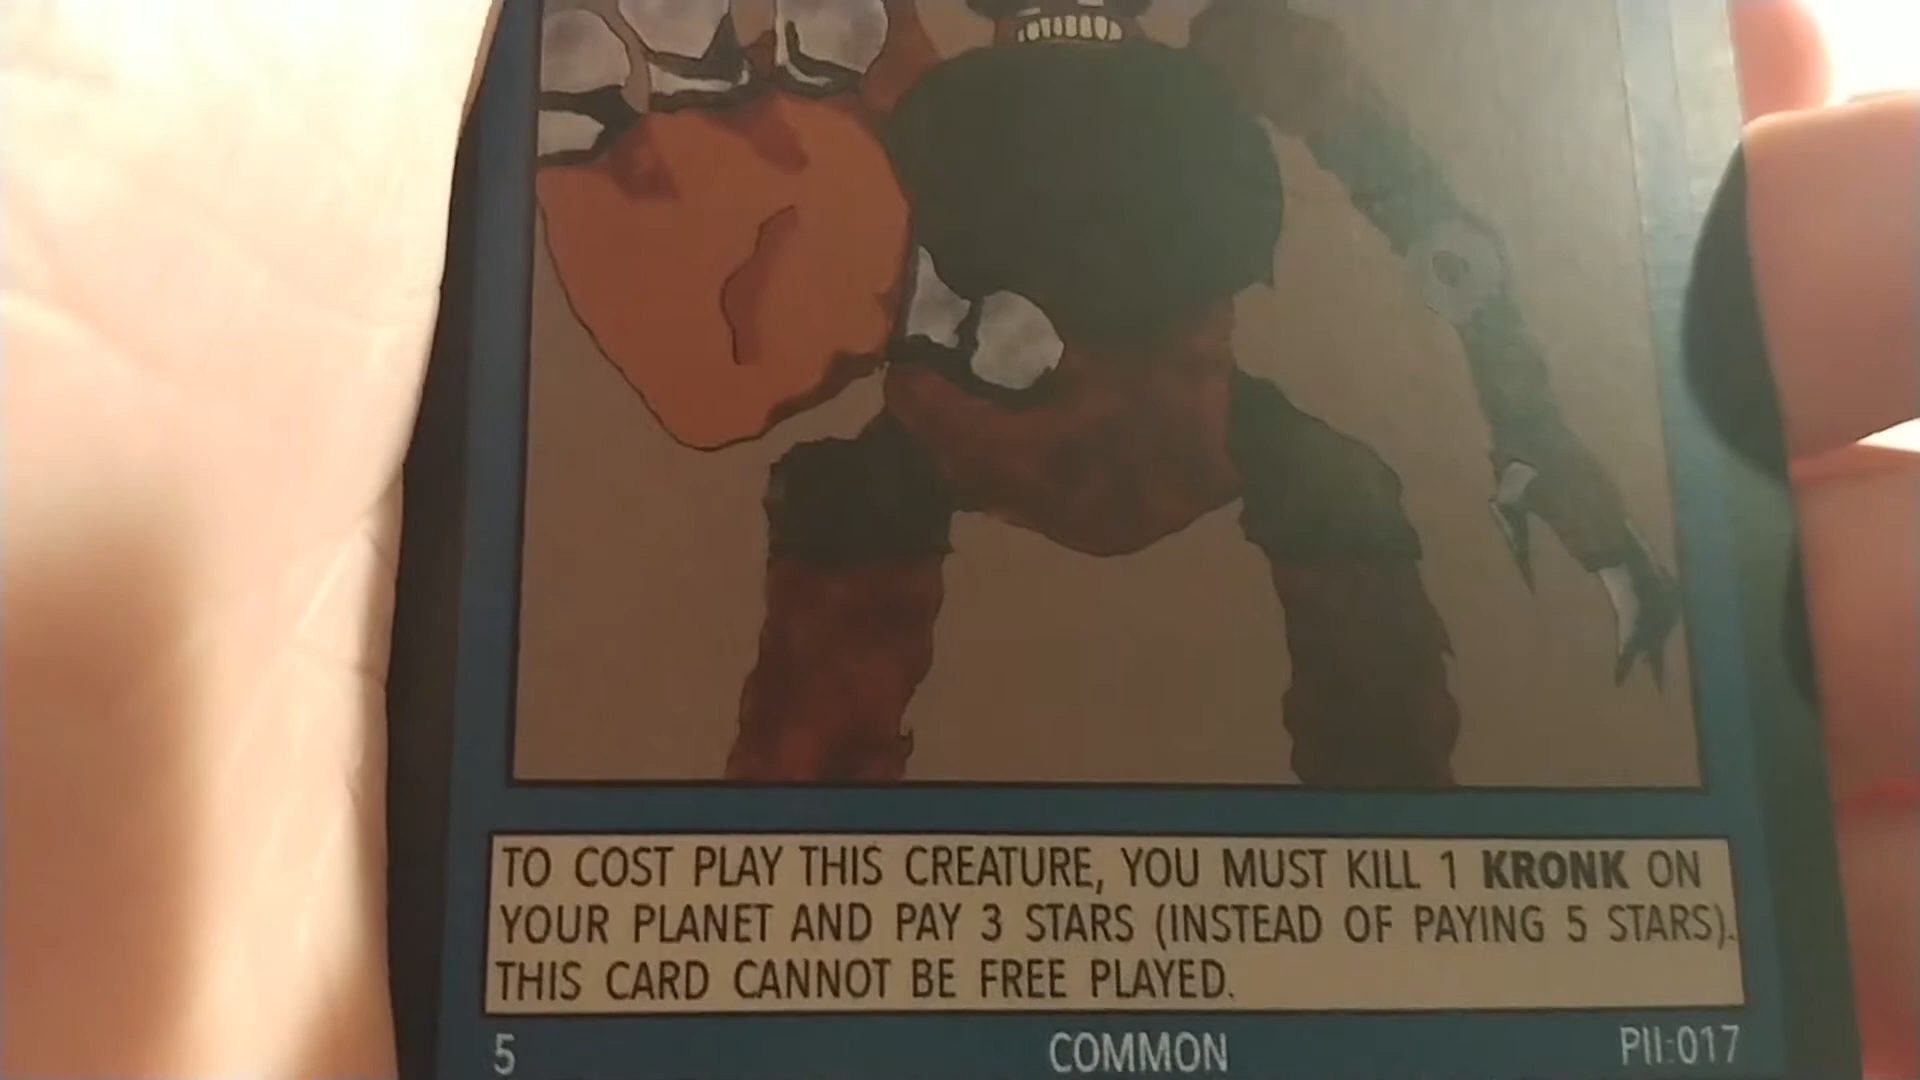 TO COST PLAY THIS CREATURE, YOU MUST KILL 1 KRONK ON
YOUR PLANET AND PAY 3 STARS (INSTEAD OF PAYING 5 STARS).
THIS CARD CANNOT BE FREE PLAYED.
5 COMMON PII:017